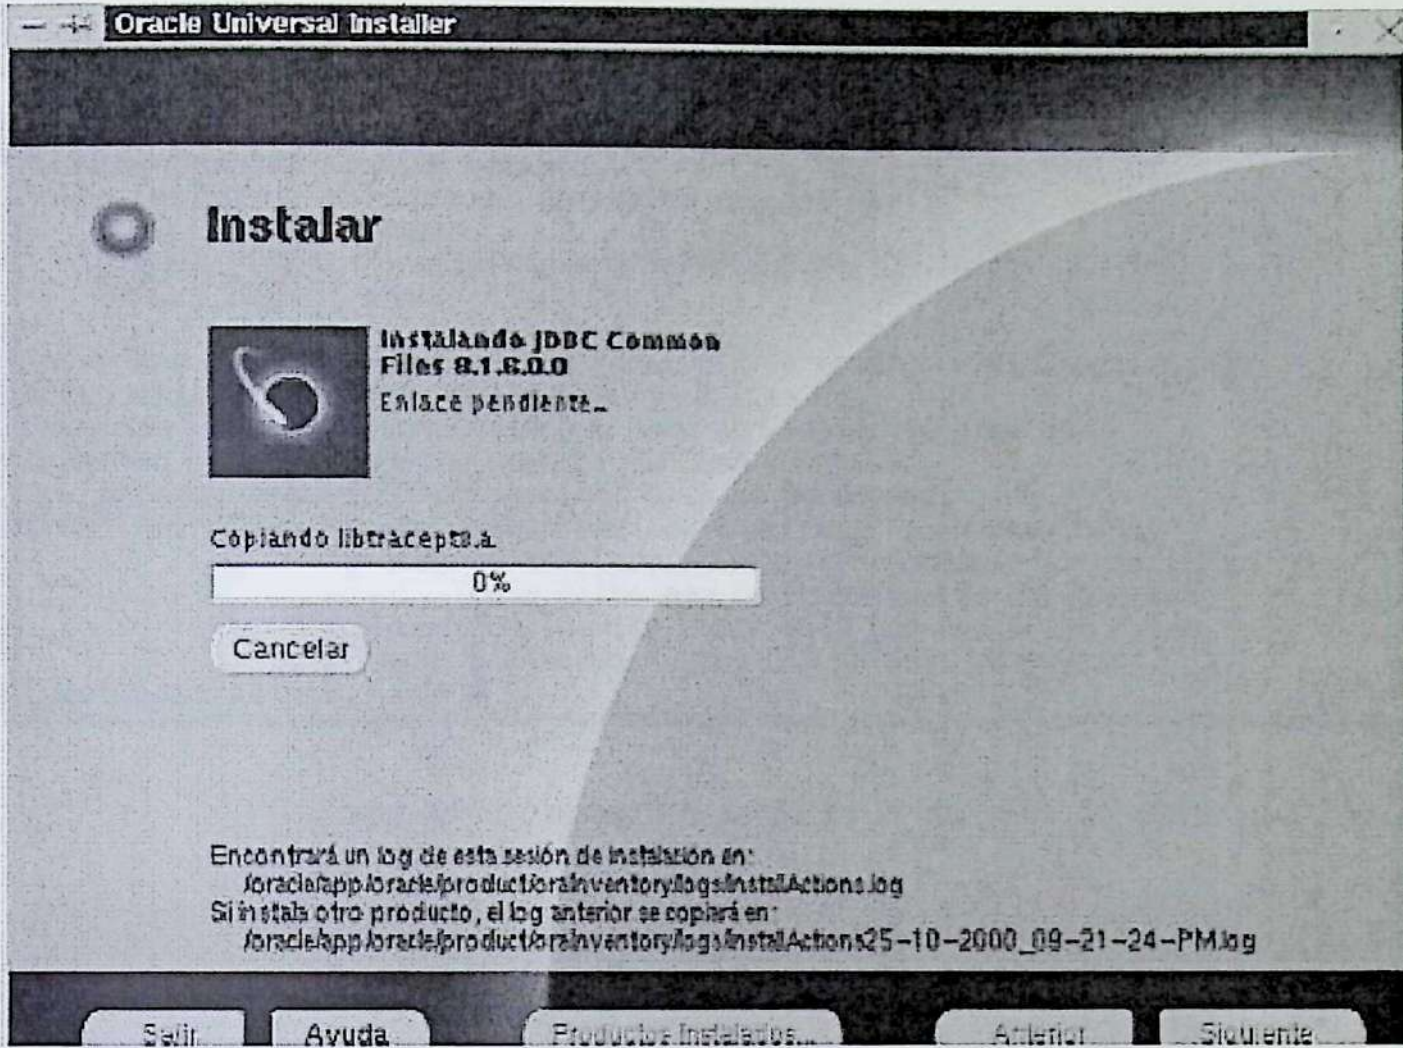 Oracle Universal Installer
Instalar
Instalando JDBC Common
Files 8.1.6.0.0
Enlace pendiente...
Copiando libtracept8.a
0%
Cancelar
Encontrará un log de esta sesión de instalación en:
/oracle/app/oracle/product/oraInventory/logs/installActions.log
Si instala otro producto, el log anterior se copiará en:
/oracle/app/oracle/product/oraInventory/logs/installActions25-10-2000_09-21-24-PM.log
Salir Ayuda Productos Instalados... Anterior Siguiente